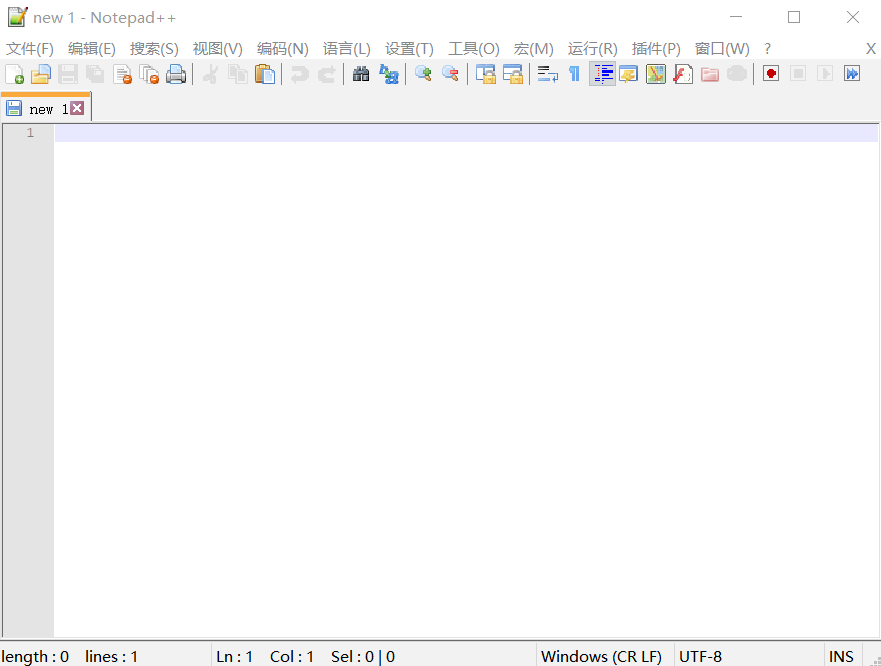 new 1 - Notepad++
文件(F) 编辑(E) 搜索(S) 视图(V) 编码(N) 语言(L) 设置(T) 工具(O) 宏(M) 运行(R) 插件(P) 窗口(W) ? X
new 1
1
length : 0 lines : 1 Ln : 1 Col : 1 Sel : 0 | 0 Windows (CR LF) UTF-8 INS